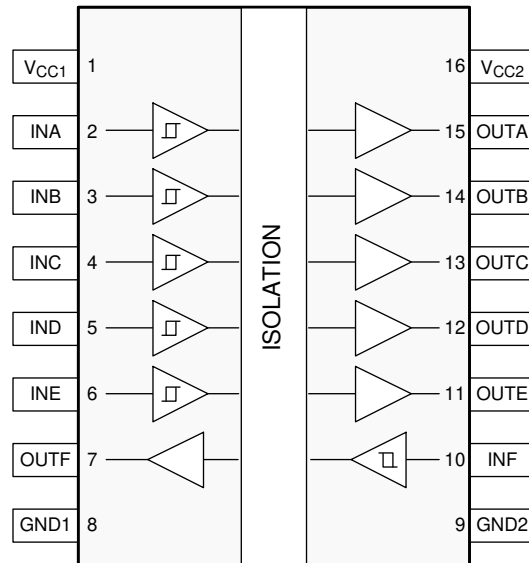 VCC1 1 16 VCC2
INA 2 15 OUTA
INB 3 14 OUTB
INC 4 13 OUTC
IND 5 12 OUTD
INE 6 11 OUTE
OUTF 7 10 INF
GND1 8 9 GND2
ISOLATION